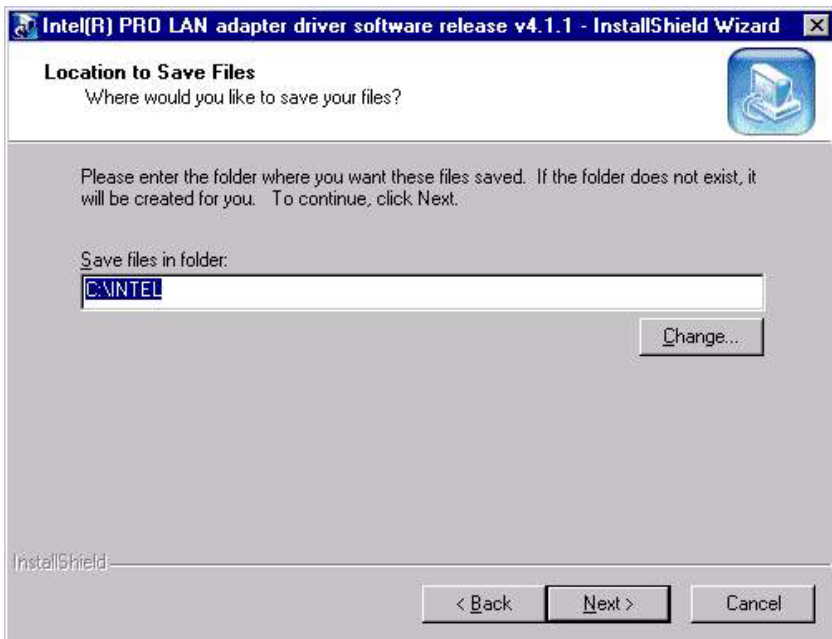 Intel(R) PRO LAN adapter driver software release v4.1.1 - InstallShield Wizard
Location to Save Files
Where would you like to save your files?
Please enter the folder where you want these files saved. If the folder does not exist, it
will be created for you. To continue, click Next.
Save files in folder:
C:\INTEL
Change...
InstallShield
< Back Next > Cancel